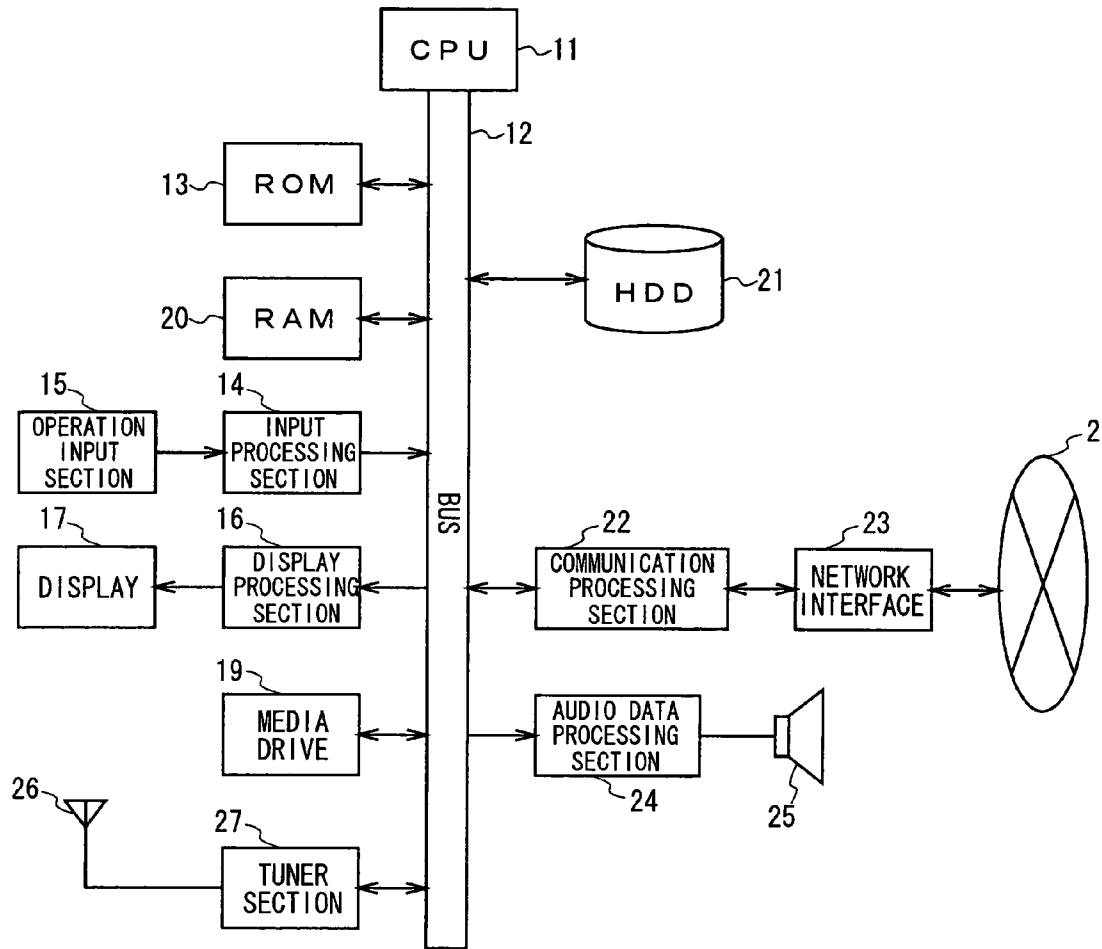 CPU
11
12
13
ROM
HDD
21
20
RAM
15
OPERATION
INPUT
SECTION
14
INPUT
PROCESSING
SECTION
BUS
2
17
DISPLAY
16
DISPLAY
PROCESSING
SECTION
22
COMMUNICATION
PROCESSING
SECTION
23
NETWORK
INTERFACE
19
MEDIA
DRIVE
AUDIO DATA
PROCESSING
SECTION
24
25
26
27
TUNER
SECTION